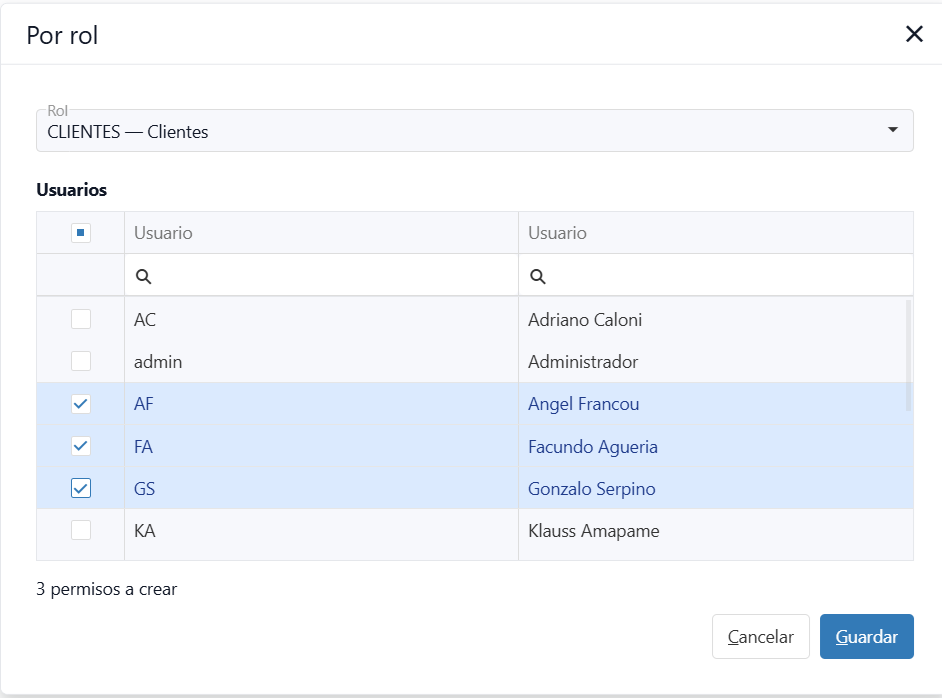 Por rol
Rol
CLIENTES — Clientes
Usuarios
Usuario Usuario
AC Adriano Caloni
admin Administrador
AF Angel Francou
FA Facundo Agueria
GS Gonzalo Serpino
KA Klauss Amapame
3 permisos a crear
Cancelar Guardar